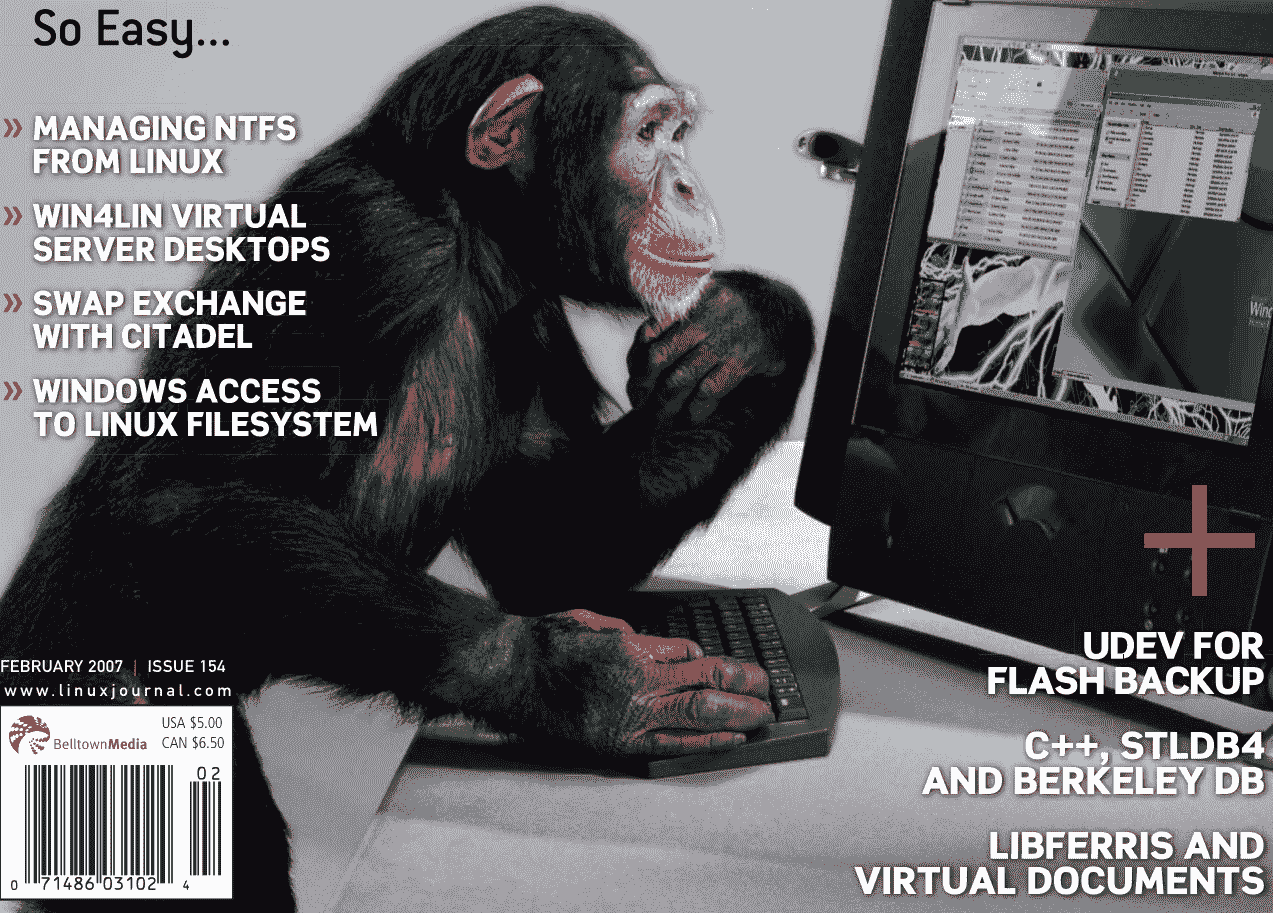 So Easy...
» MANAGING NTFS
FROM LINUX
» WIN4LIN VIRTUAL
SERVER DESKTOPS
» SWAP EXCHANGE
WITH CITADEL
» WINDOWS ACCESS
TO LINUX FILESYSTEM
+
UDEV FOR
FLASH BACKUP
C++, STLDB4
AND BERKELEY DB
LIBFERRIS AND
VIRTUAL DOCUMENTS
FEBRUARY 2007 | ISSUE 154
www.linuxjournal.com
BelltownMedia
USA $5.00
CAN $6.50
02
0 71486 03102 4